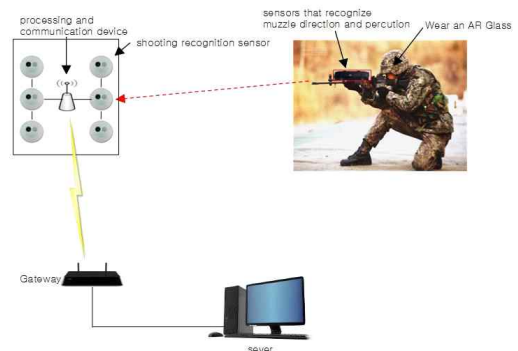 processing and
communication device
shooting recognition sensor
sensors that recognize
muzzle direction and percution
Wear an AR Glass
Gateway
sever